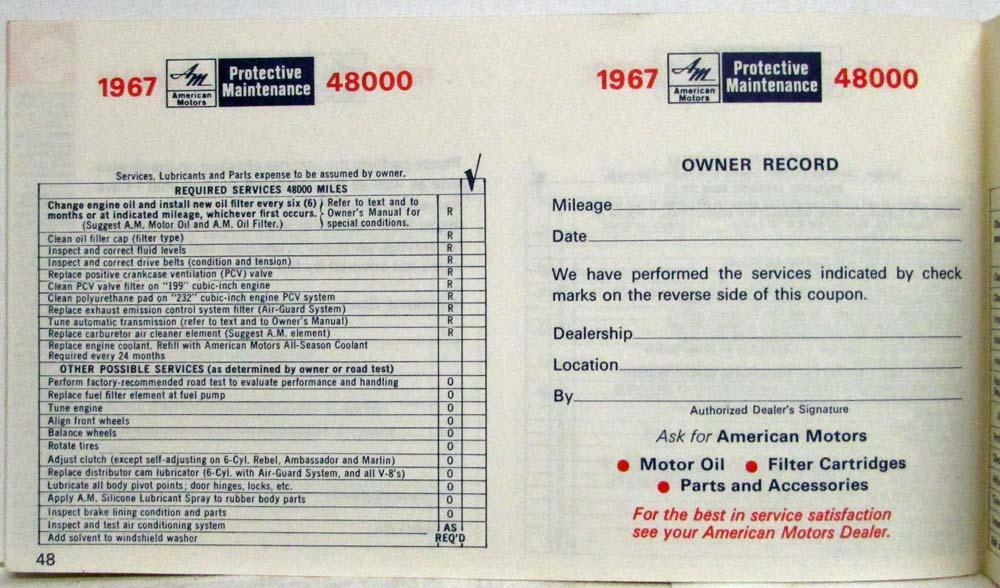 1967 AM American Motors Protective Maintenance 48000
Services, Lubricants and Parts expense to be assumed by owner.
REQUIRED SERVICES 48000 MILES
Change engine oil and install new oil filter every six (6) months or at indicated mileage, whichever first occurs. (Suggest A.M. Motor Oil and A.M. Oil Filter.) Refer to text and to Owner's Manual for special conditions. R
Clean oil filler cap (filter type) R
Inspect and correct fluid levels R
Inspect and correct drive belts (condition and tension) R
Replace positive crankcase ventilation (PCV) valve R
Clean PCV valve filter on "199" cubic-inch engine R
Clean polyurethane pad on "232" cubic-inch engine PCV system R
Replace exhaust emission control system filter (Air-Guard System) R
Tune automatic transmission (refer to text and to Owner's Manual) R
Replace carburetor air cleaner element (Suggest A.M. element) R
Replace engine coolant. Refill with American Motors All-Season Coolant
Required every 24 months
OTHER POSSIBLE SERVICES (as determined by owner or road test)
Perform factory-recommended road test to evaluate performance and handling O
Replace fuel filter element at fuel pump O
Tune engine O
Align front wheels O
Balance wheels O
Rotate tires O
Adjust clutch (except self-adjusting on 6-Cyl. Rebel, Ambassador and Marlin) O
Replace distributor cam lubricator (6-Cyl. with Air-Guard System, and all V-8's) O
Lubricate all body pivot points; door hinges, locks, etc. O
Apply A.M. Silicone Lubricant Spray to rubber body parts O
Inspect brake lining condition and parts O
Inspect and test air conditioning system AS
Add solvent to windshield washer REQ'D
48
1967 AM American Motors Protective Maintenance 48000
OWNER RECORD
Mileage
Date
We have performed the services indicated by check
marks on the reverse side of this coupon.
Dealership
Location
By
Authorized Dealer's Signature
Ask for American Motors
● Motor Oil ● Filter Cartridges
● Parts and Accessories
For the best in service satisfaction
see your American Motors Dealer.